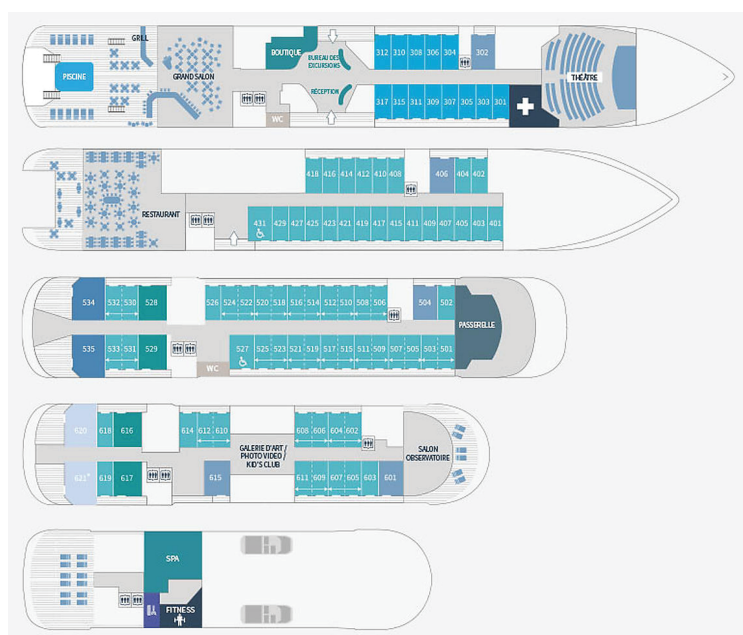 GRILL
PISCINE
GRAND SALON
BOUTIQUE
BUREAU DES
EXCURSIONS
RÉCEPTION
WC
312 310 308 306 304
302
317 315 311 309 307 305 303 301
THÉÂTRE
418 416 414 412 410 408
406 404 402
RESTAURANT
431 429 427 425 423 421 419 417 415 411 409 407 405 403 401
534
532 530 528
526 524 522 520 518 516 514 512 510 508 506
504 502
PASSERELLE
535
533 531 529
WC
527 525 523 521 519 517 515 511 509 507 505 503 501
620 618 616
614 612 610
608 606 604 602
GALERIE D'ART/
PHOTO VIDEO/
KID'S CLUB
SALON
OBSERVATOIRE
621* 619 617
615
611 609 607 605 603 601
SPA
FITNESS